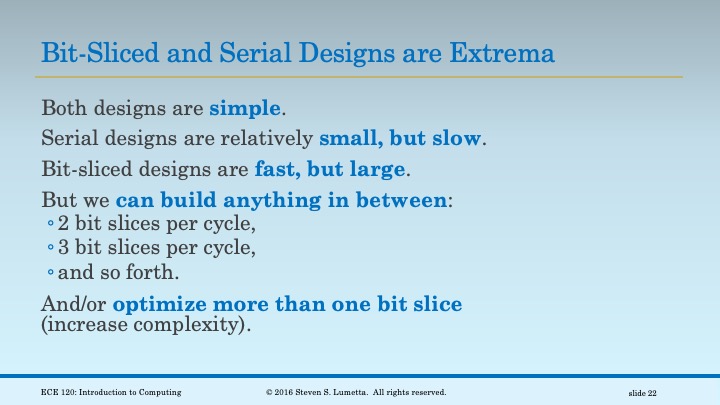 Bit-Sliced and Serial Designs are Extrema
Both designs are simple.
Serial designs are relatively small, but slow.
Bit-sliced designs are fast, but large.
But we can build anything in between:
◦ 2 bit slices per cycle,
◦ 3 bit slices per cycle,
◦ and so forth.
And/or optimize more than one bit slice
(increase complexity).
ECE 120: Introduction to Computing
© 2016 Steven S. Lumetta. All rights reserved.
slide 22